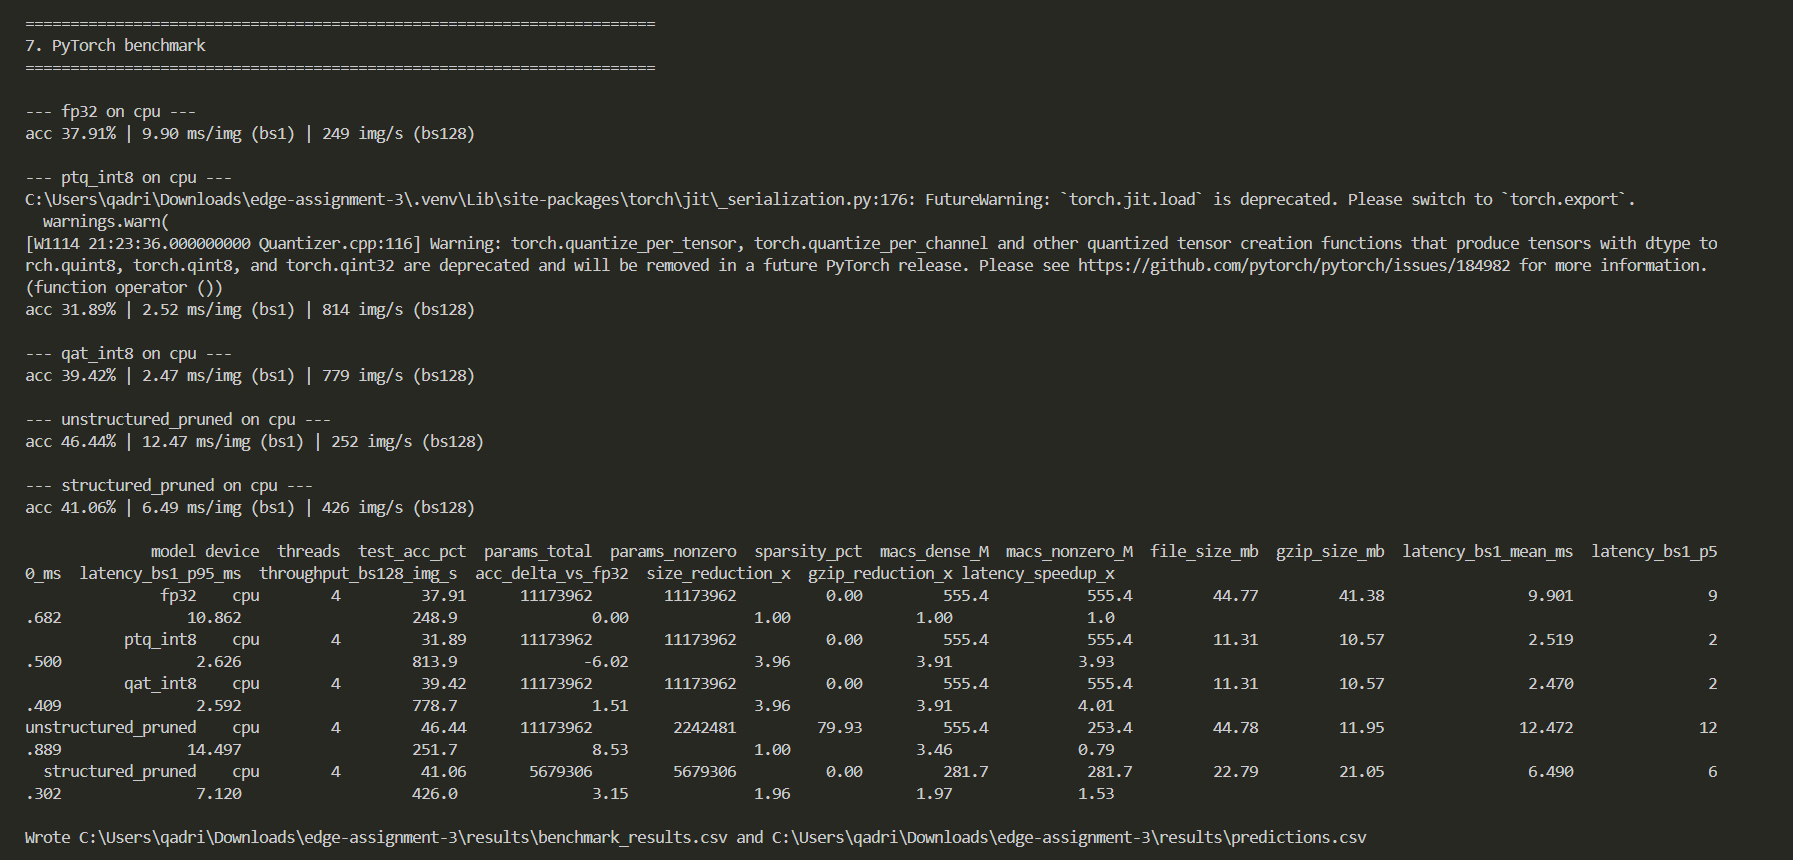 ======================================================================
7. PyTorch benchmark
======================================================================
--- fp32 on cpu ---
acc 37.91% | 9.90 ms/img (bs1) | 249 img/s (bs128)
--- ptq_int8 on cpu ---
C:\Users\qadri\Downloads\edge-assignment-3\.venv\Lib\site-packages\torch\jit\_serialization.py:176: FutureWarning: `torch.jit.load` is deprecated. Please switch to `torch.export`.
  warnings.warn(
[W1114 21:23:36.000000000 Quantizer.cpp:116] Warning: torch.quantize_per_tensor, torch.quantize_per_channel and other quantized tensor creation functions that produce tensors with dtype to
rch.quint8, torch.qint8, and torch.qint32 are deprecated and will be removed in a future PyTorch release. Please see https://github.com/pytorch/pytorch/issues/184982 for more information.
(function operator ())
acc 31.89% | 2.52 ms/img (bs1) | 814 img/s (bs128)
--- qat_int8 on cpu ---
acc 39.42% | 2.47 ms/img (bs1) | 779 img/s (bs128)
--- unstructured_pruned on cpu ---
acc 46.44% | 12.47 ms/img (bs1) | 252 img/s (bs128)
--- structured_pruned on cpu ---
acc 41.06% | 6.49 ms/img (bs1) | 426 img/s (bs128)
model device  threads  test_acc_pct  params_total  params_nonzero  sparsity_pct  macs_dense_M  macs_nonzero_M  file_size_mb  gzip_size_mb  latency_bs1_mean_ms  latency_bs1_p5
0_ms  latency_bs1_p95_ms  throughput_bs128_img_s  acc_delta_vs_fp32  size_reduction_x  gzip_reduction_x latency_speedup_x
fp32    cpu        4         37.91      11173962        11173962          0.00         555.4           555.4         44.77         41.38                9.901               9
.682              10.862                   248.9               0.00              1.00              1.00               1.0
ptq_int8    cpu        4         31.89      11173962        11173962          0.00         555.4           555.4         11.31         10.57                2.519               2
.500               2.626                   813.9              -6.02              3.96              3.91              3.93
qat_int8    cpu        4         39.42      11173962        11173962          0.00         555.4           555.4         11.31         10.57                2.470               2
.409               2.592                   778.7               1.51              3.96              3.91              4.01
unstructured_pruned    cpu        4         46.44      11173962         2242481         79.93         555.4           253.4         44.78         11.95               12.472              12
.889              14.497                   251.7               8.53              1.00              3.46              0.79
structured_pruned    cpu        4         41.06       5679306         5679306          0.00         281.7           281.7         22.79         21.05                6.490               6
.302               7.120                   426.0               3.15              1.96              1.97              1.53
Wrote C:\Users\qadri\Downloads\edge-assignment-3\results\benchmark_results.csv and C:\Users\qadri\Downloads\edge-assignment-3\results\predictions.csv